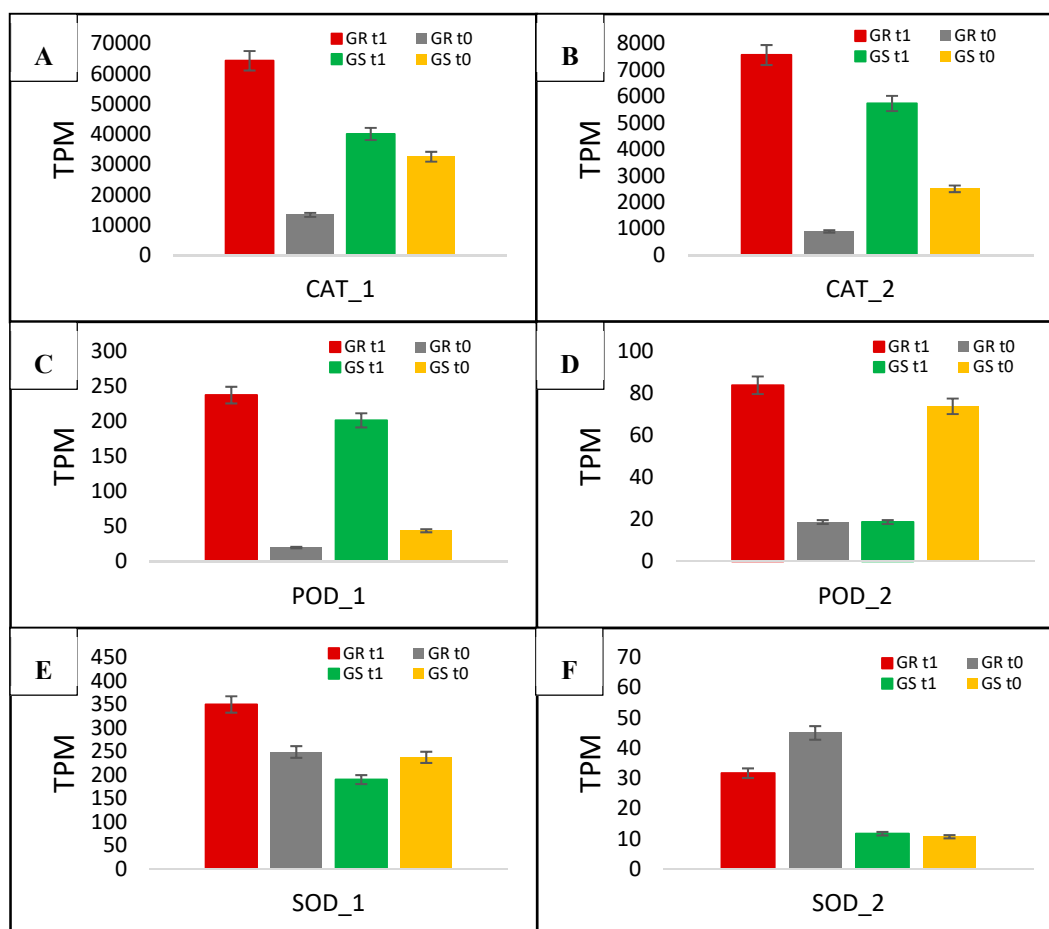 A
GR t1 GR t0
GS t1 GS t0
TPM
70000
60000
50000
40000
30000
20000
10000
0
CAT_1
B
GR t1 GR t0
GS t1 GS t0
TPM
8000
7000
6000
5000
4000
3000
2000
1000
0
CAT_2
C
GR t1 GR t0
GS t1 GS t0
TPM
300
250
200
150
100
50
0
POD_1
D
GR t1 GR t0
GS t1 GS t0
TPM
100
80
60
40
20
0
POD_2
E
GR t1 GR t0
GS t1 GS t0
TPM
450
400
350
300
250
200
150
100
50
0
SOD_1
F
GR t1 GR t0
GS t1 GS t0
TPM
70
60
50
40
30
20
10
0
SOD_2